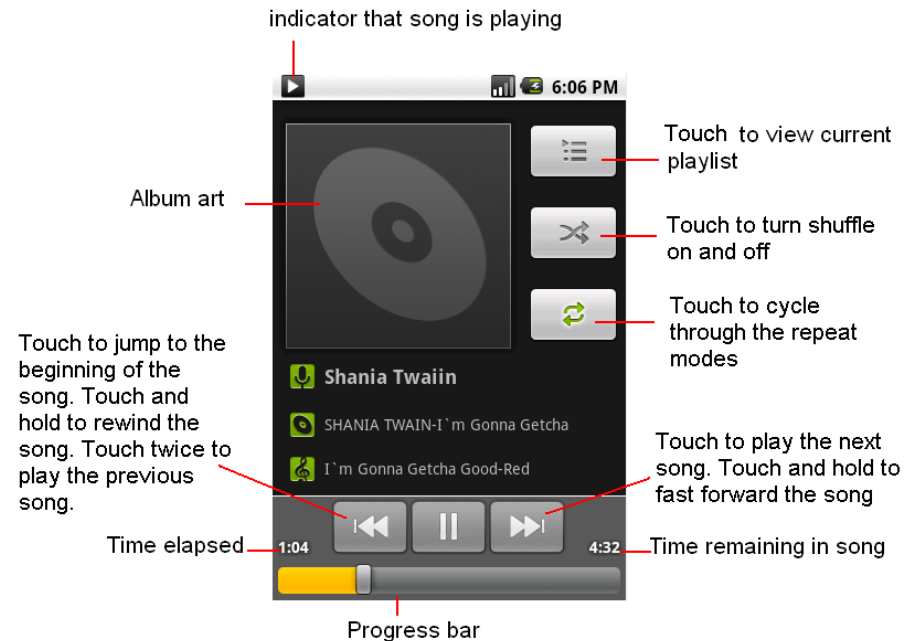 indicator that song is playing
6:06 PM
Touch to view current
playlist
Album art
Touch to turn shuffle
on and off
Touch to cycle
through the repeat
modes
Touch to jump to the
beginning of the
song. Touch and
hold to rewind the
song. Touch twice to
play the previous
song.
Shania Twaiin
SHANIA TWAIN-I`m Gonna Getcha
I`m Gonna Getcha Good-Red
Touch to play the next
song. Touch and hold to
fast forward the song
Time elapsed
1:04
4:32
Time remaining in song
Progress bar